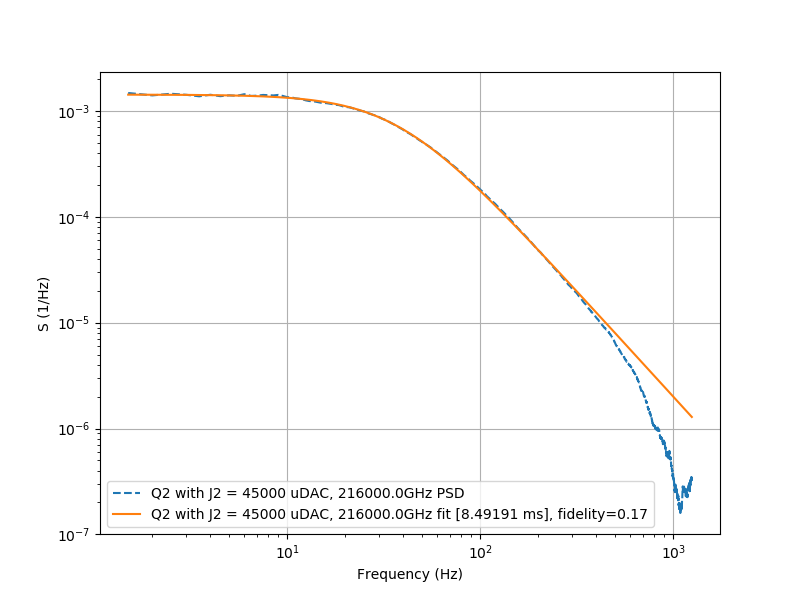 S (1/Hz)
10⁻³
10⁻⁴
10⁻⁵
10⁻⁶
10⁻⁷
Q2 with J2 = 45000 uDAC, 216000.0GHz PSD
Q2 with J2 = 45000 uDAC, 216000.0GHz fit [8.49191 ms], fidelity=0.17
10¹ 10² 10³
Frequency (Hz)